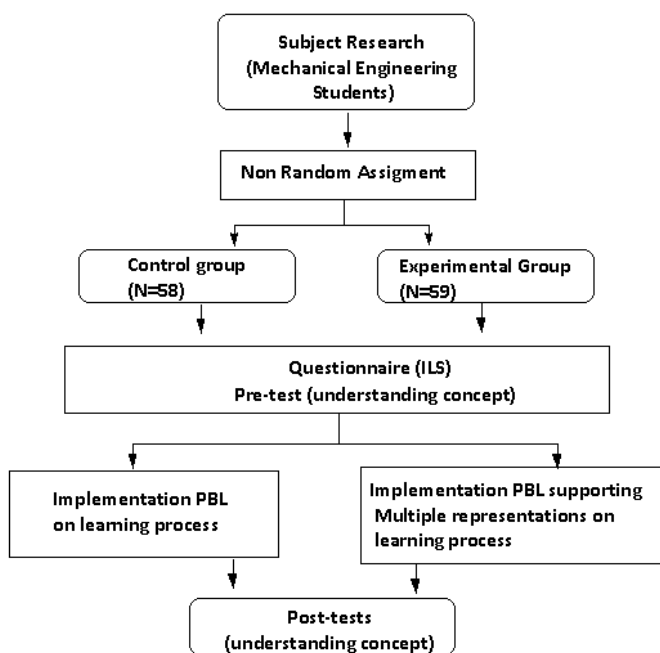 Subject Research
(Mechanical Engineering
Students)
Non Random Assigment
Control group
(N=58)
Experimental Group
(N=59)
Questionnaire (ILS)
Pre-test (understanding concept)
Implementation PBL
on learning process
Implementation PBL supporting
Multiple representations on
learning process
Post-tests
(understanding concept)